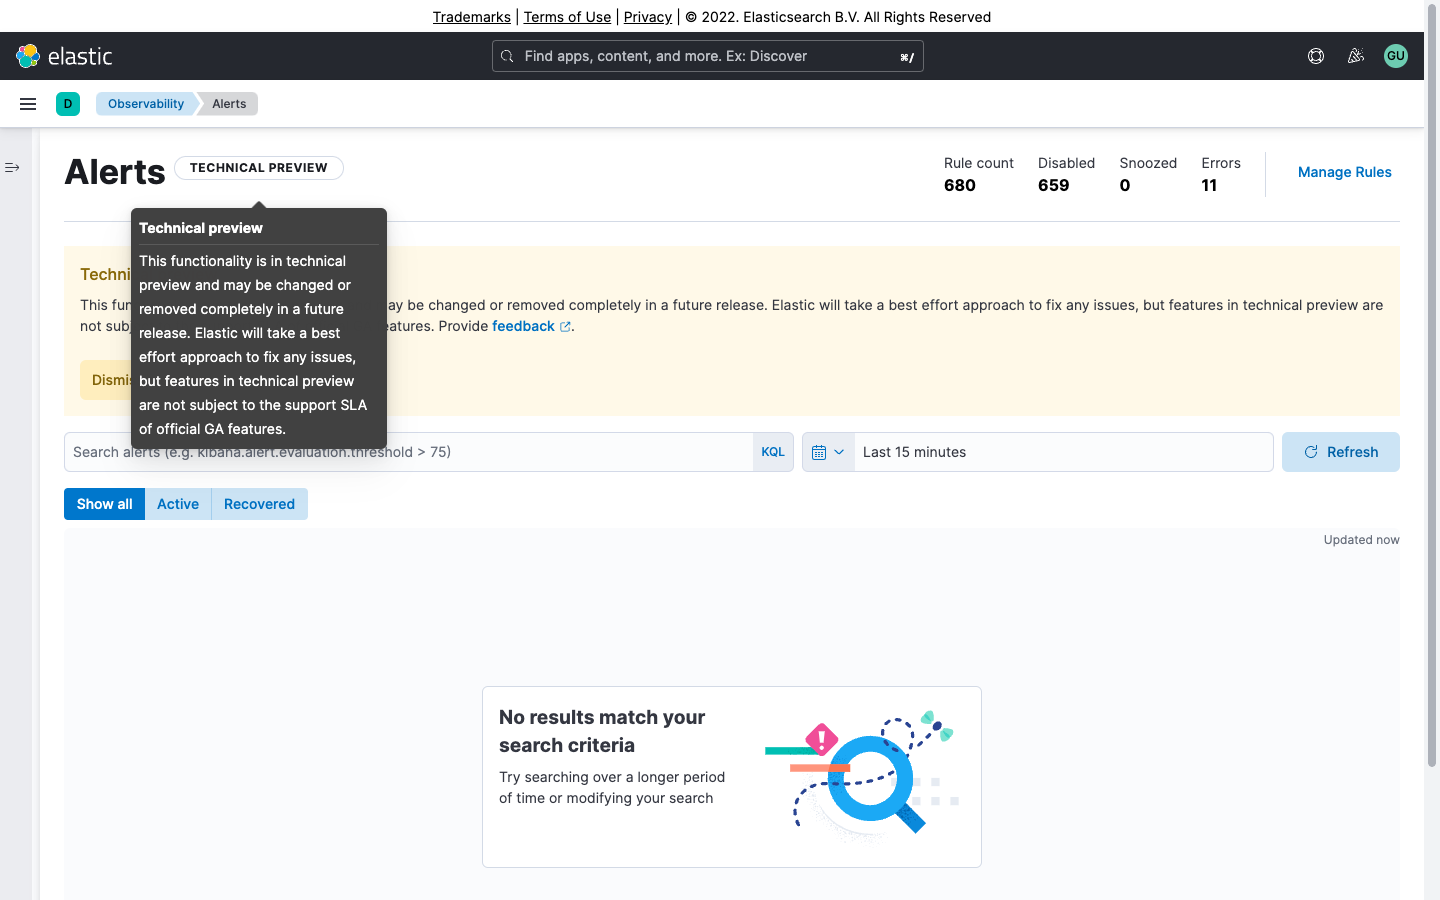 Trademarks | Terms of Use | Privacy | © 2022. Elasticsearch B.V. All Rights Reserved
elastic
Find apps, content, and more. Ex: Discover
⌘/
GU
D
Observability
Alerts
Alerts
TECHNICAL PREVIEW
Rule count
680
Disabled
659
Snoozed
0
Errors
11
Manage Rules
Technical preview
This functionality is in technical
preview and may be changed or
removed completely in a future
release. Elastic will take a best
effort approach to fix any issues,
but features in technical preview
are not subject to the support SLA
of official GA features.
Techni
This fun ay be changed or removed completely in a future release. Elastic will take a best effort approach to fix any issues, but features in technical preview are
not subj eatures. Provide feedback.
Dismis
Search alerts (e.g. kibana.alert.evaluation.threshold > 75)
KQL
Last 15 minutes
Refresh
Show all
Active
Recovered
Updated now
No results match your
search criteria
Try searching over a longer period
of time or modifying your search